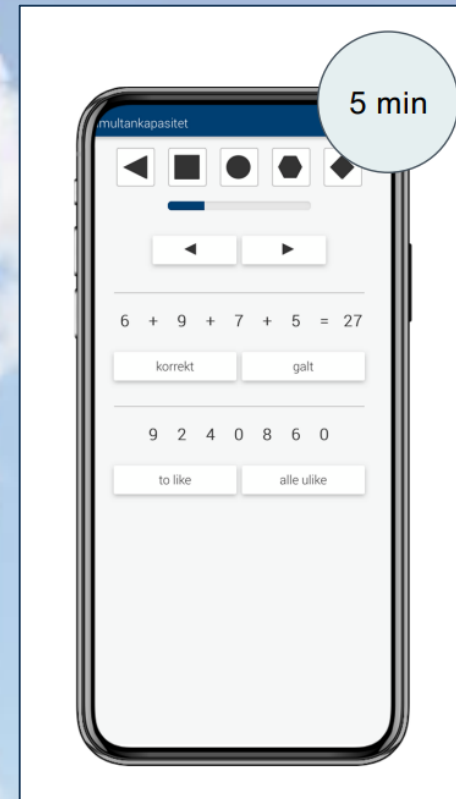 5 min
multankapasitet
6 + 9 + 7 + 5 = 27
korrekt galt
9 2 4 0 8 6 0
to like alle ulike